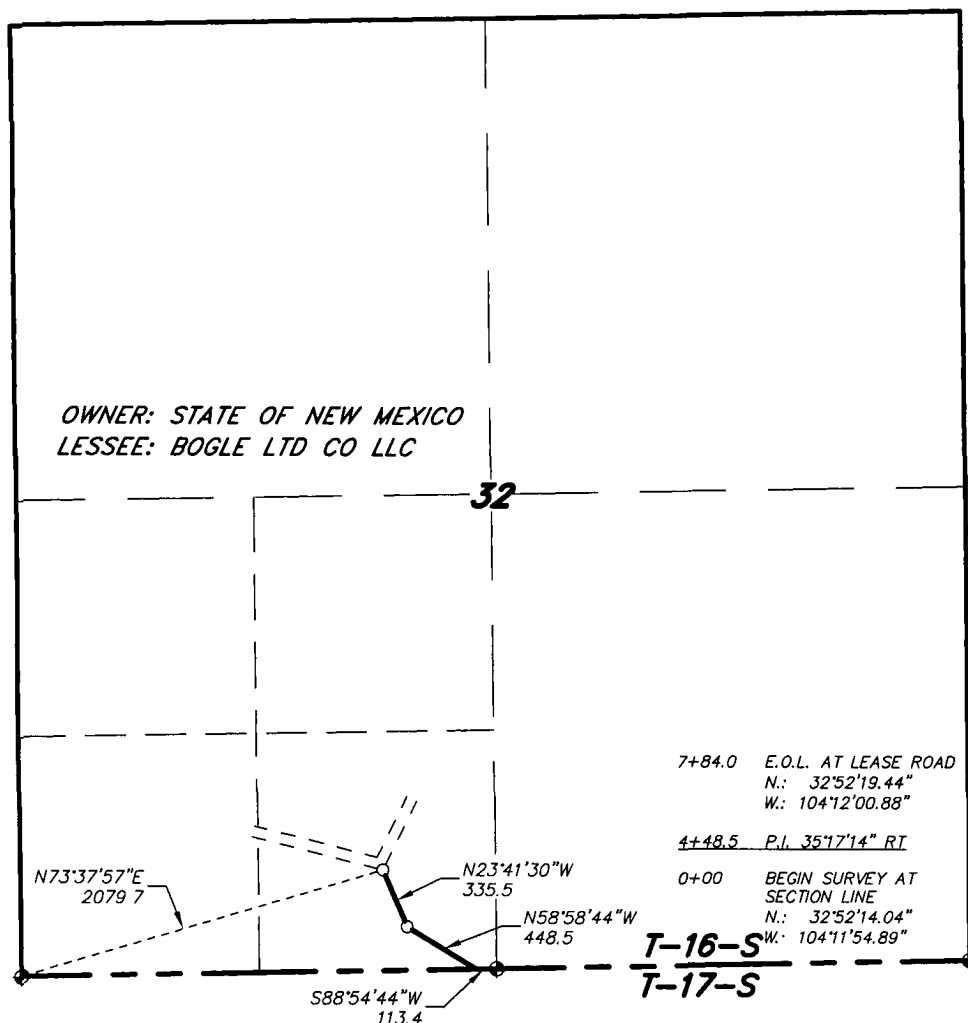 OWNER: STATE OF NEW MEXICO
LESSEE: BOGLE LTD CO LLC
32
7+84.0 E.O.L. AT LEASE ROAD
N.: 32°52'19.44"
W.: 104°12'00.88"
4+48.5 P.I. 35°17'14" RT
0+00 BEGIN SURVEY AT
SECTION LINE
N.: 32°52'14.04"
W.: 104°11'54.89"
N73°37'57"E
2079 7
N23°41'30"W
335.5
N58°58'44"W
448.5
T-16-S
T-17-S
S88°54'44"W
113.4